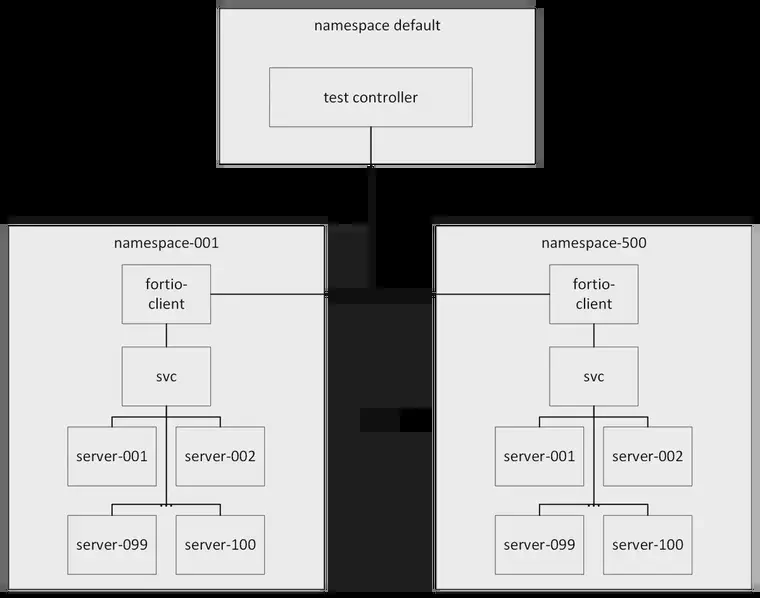 namespace default
test controller
namespace-001
fortio-
client
svc
server-001
server-002
server-099
server-100
namespace-500
fortio-
client
svc
server-001
server-002
server-099
server-100